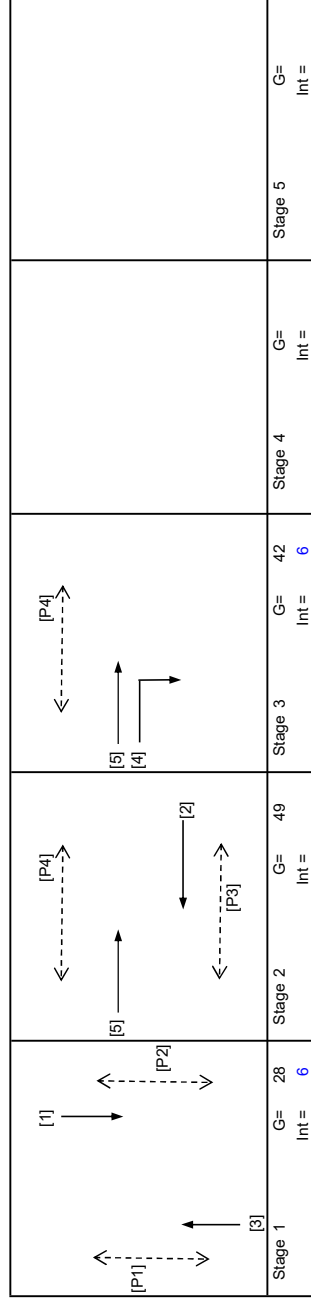 [1]
[P2]
[P1]
[3]
Stage 1 G= 28
Int = 6
[P4]
[5]
[2]
[P3]
Stage 2 G= 49
Int =
[P4]
[5]
[4]
Stage 3 G= 42
Int = 6
Stage 4 G=
Int =
Stage 5 G=
Int =